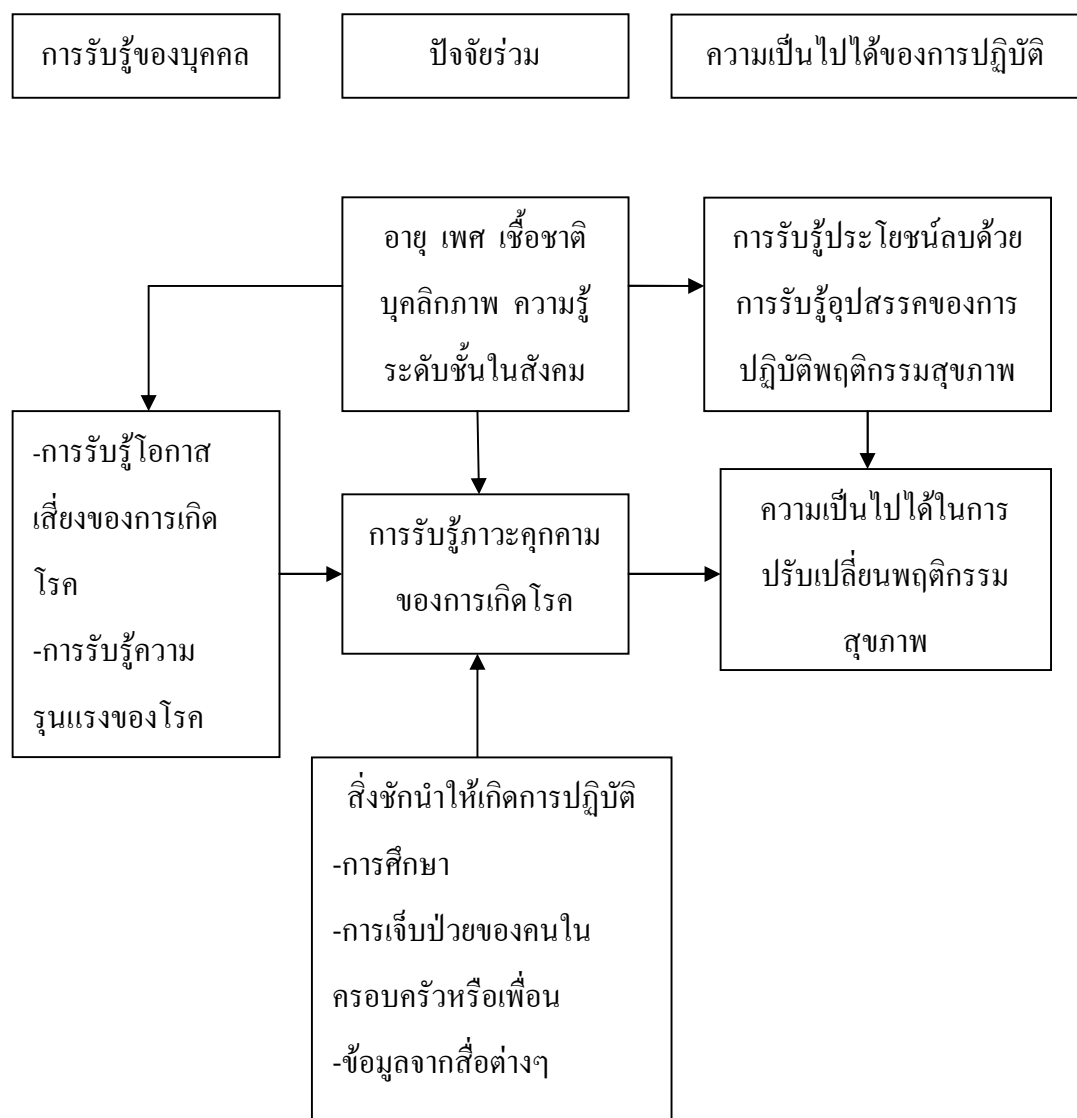 การรับรู้ของบุคคล
ปัจจัยร่วม
ความเป็นไปได้ของการปฏิบัติ
อายุ เพศ เชื้อชาติ
บุคลิกภาพ ความรู้
ระดับชั้นในสังคม
การรับรู้ประโยชน์ลบด้วย
การรับรู้อุปสรรคของการ
ปฏิบัติพฤติกรรมสุขภาพ
-การรับรู้โอกาส
เสี่ยงของการเกิด
โรค
-การรับรู้ความ
รุนแรงของโรค
การรับรู้ภาวะคุกคาม
ของการเกิดโรค
ความเป็นไปได้ในการ
ปรับเปลี่ยนพฤติกรรม
สุขภาพ
สิ่งชักนำให้เกิดการปฏิบัติ
-การศึกษา
-การเจ็บป่วยของคนใน
ครอบครัวหรือเพื่อน
-ข้อมูลจากสื่อต่างๆ